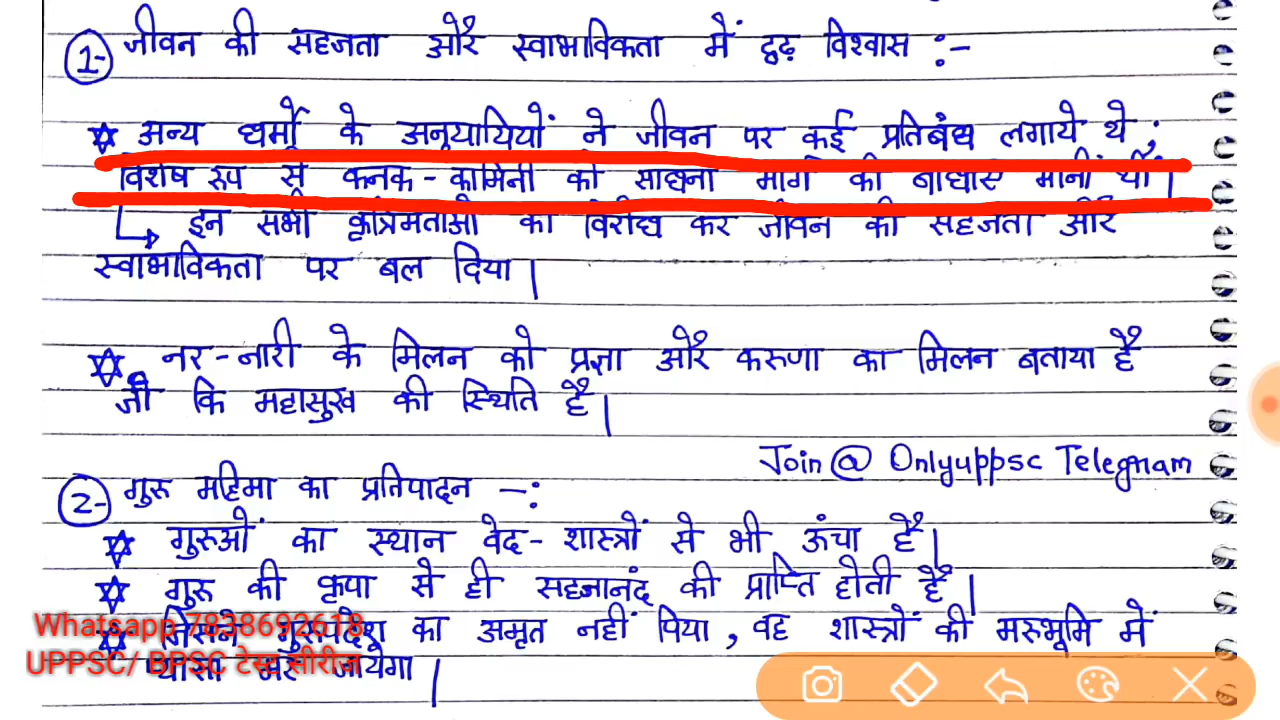 1- जीवन की सहजता और स्वाभाविकता में दृढ़ विश्वास :-
अन्य धर्मों के अनुयायियों ने जीवन पर कई प्रतिबंध लगाये थे;
विशेष रूप से कनक-कामिनी को साधना मार्ग की बाधाएं मानी थीं।
इन सभी कृत्रिमताओं का विरोध कर जीवन की सहजता और
स्वाभाविकता पर बल दिया।
नर-नारी के मिलन को प्रज्ञा और करुणा का मिलन बताया है
जो कि महासुख की स्थिति है।
Join@ Onlyuppsc Telegram
2- गुरू महिमा का प्रतिपादन -:
गुरुओं का स्थान वेद-शास्त्रों से भी ऊंचा है।
गुरू की कृपा से ही सहजानंद की प्राप्ति होती है।
Whatsapp 7838692618
जिसने गुरुपदेश का अमृत नहीं पिया, वह शास्त्रों की मरुभूमि में
UPPSC/ BPSC टेस्ट सीरीज
प्यासा मर जायेगा।